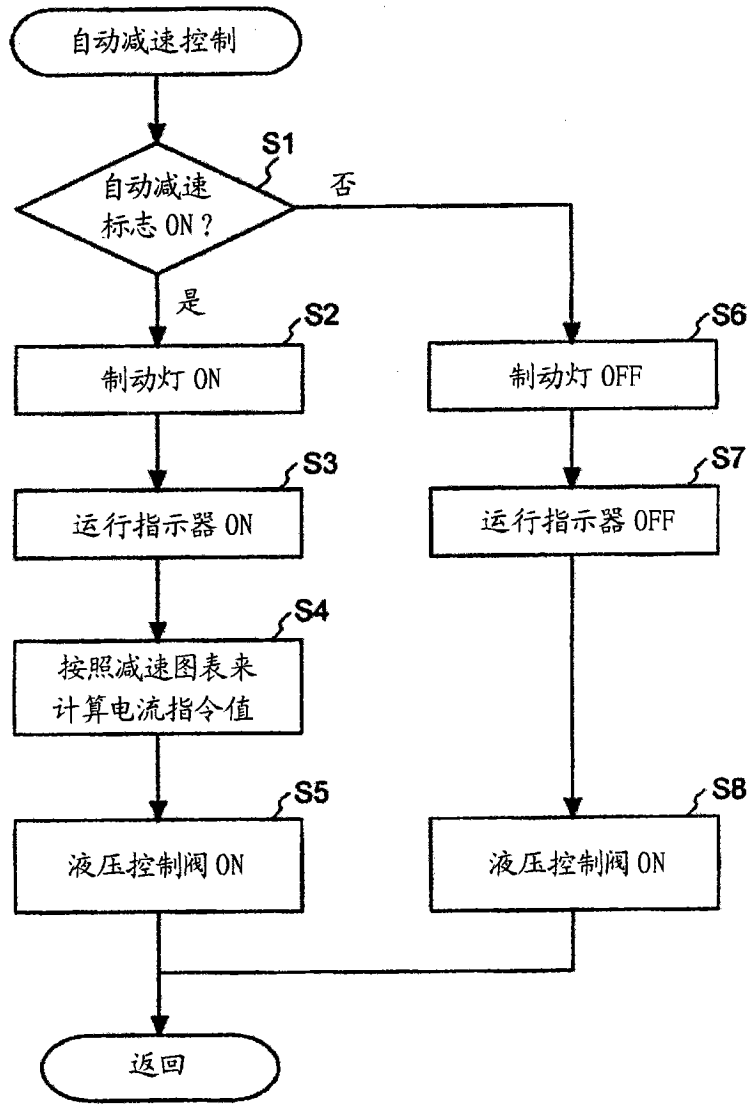 自动减速控制
S1
自动减速
标志 ON？
否
是
S2
制动灯 ON
S3
运行指示器 ON
S4
按照减速图表来
计算电流指令值
S5
液压控制阀 ON
S6
制动灯 OFF
S7
运行指示器 OFF
S8
液压控制阀 ON
返回